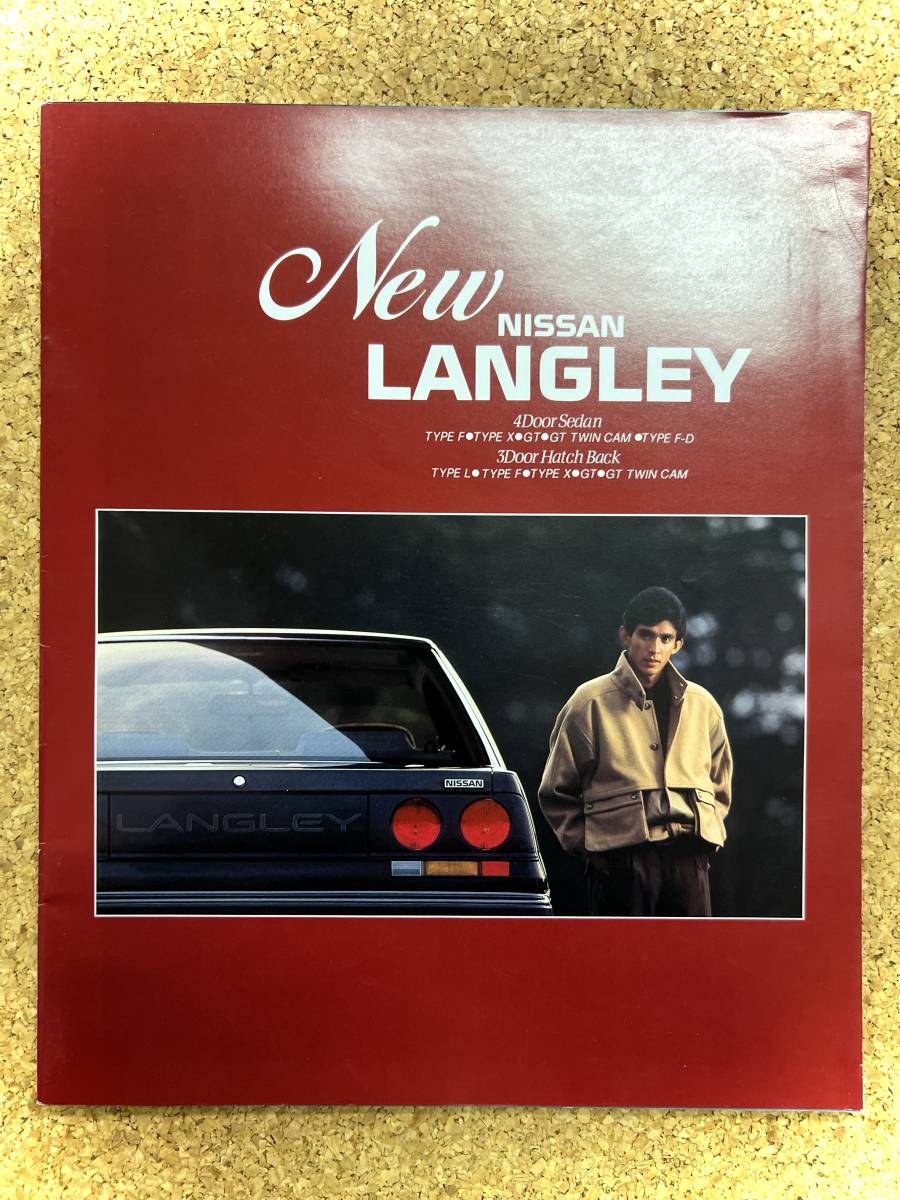 New
NISSAN
LANGLEY
4Door Sedan
TYPE F●TYPE X●GT●GT TWIN CAM ●TYPE F-D
3Door Hatch Back
TYPE L●TYPE F●TYPE X●GT●GT TWIN CAM
NISSAN
LANGLEY